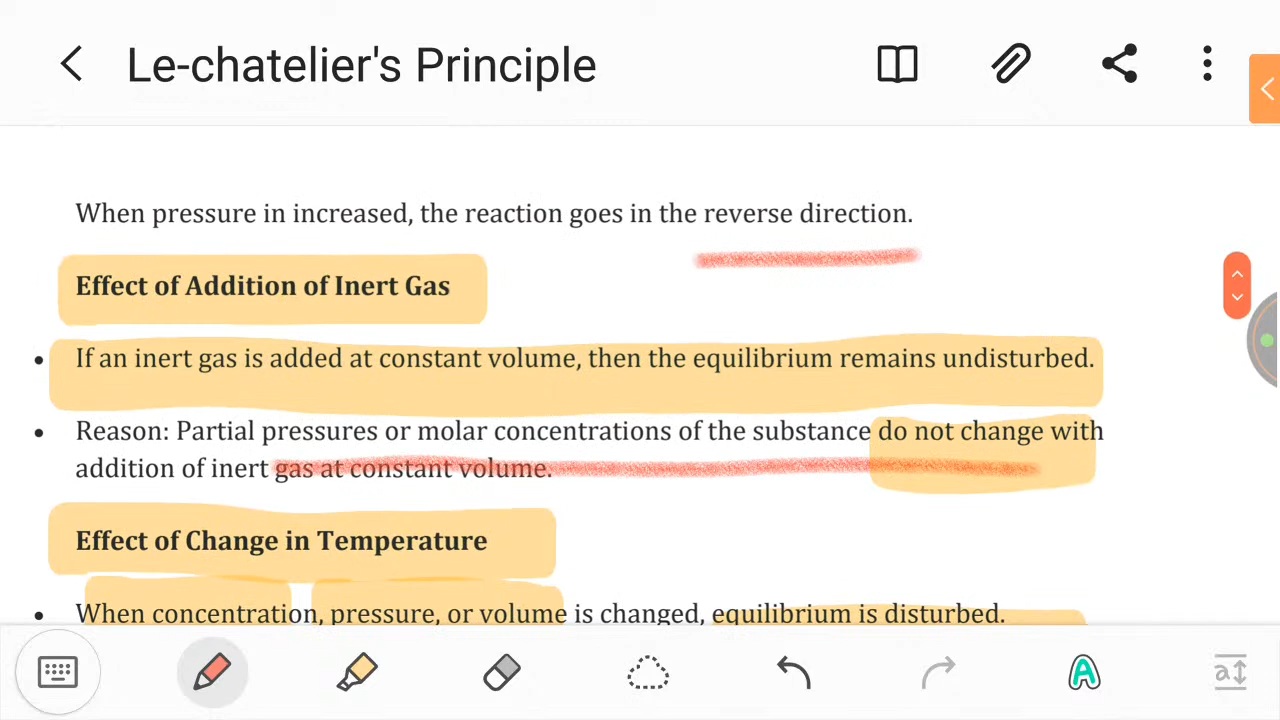 Le-chatelier's Principle
When pressure in increased, the reaction goes in the reverse direction.
Effect of Addition of Inert Gas
• If an inert gas is added at constant volume, then the equilibrium remains undisturbed.
• Reason: Partial pressures or molar concentrations of the substance do not change with
addition of inert gas at constant volume.
Effect of Change in Temperature
• When concentration, pressure, or volume is changed, equilibrium is disturbed.
A
a